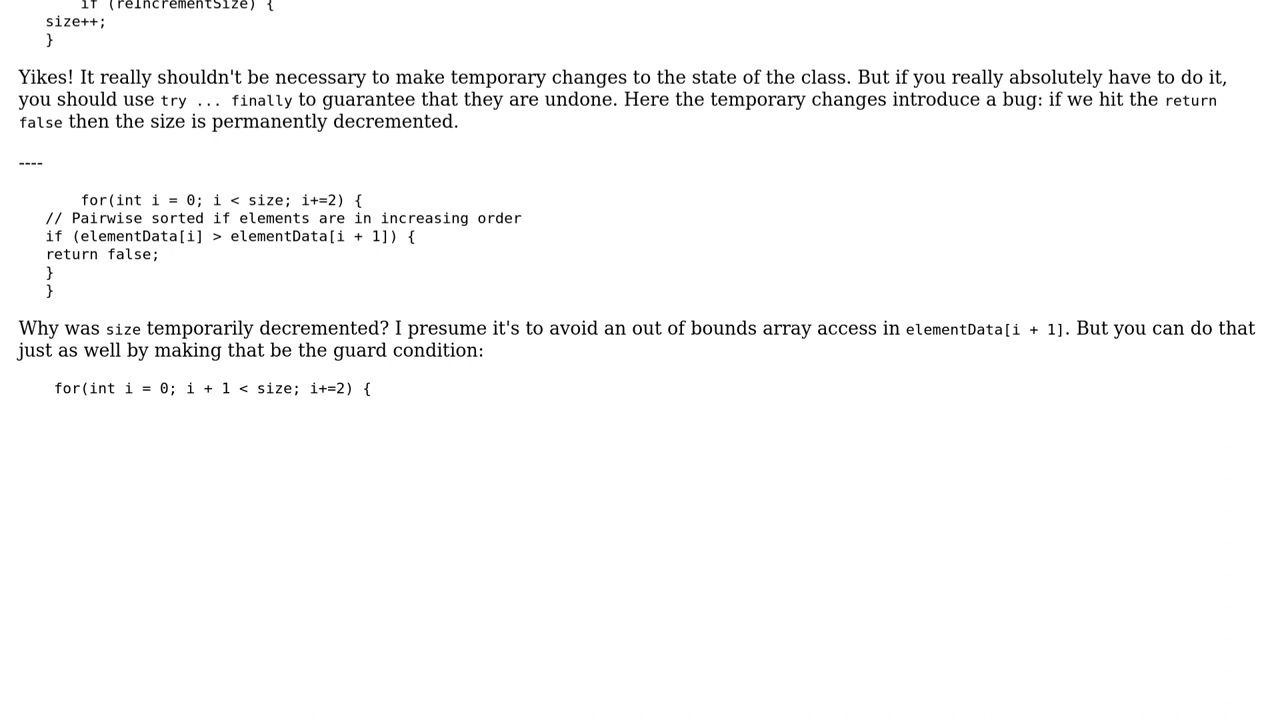 if (reIncrementSize) {
size++;
}
Yikes! It really shouldn't be necessary to make temporary changes to the state of the class. But if you really absolutely have to do it,
you should use try ... finally to guarantee that they are undone. Here the temporary changes introduce a bug: if we hit the return
false then the size is permanently decremented.
----
for(int i = 0; i < size; i+=2) {
// Pairwise sorted if elements are in increasing order
if (elementData[i] > elementData[i + 1]) {
return false;
}
}
Why was size temporarily decremented? I presume it's to avoid an out of bounds array access in elementData[i + 1]. But you can do that
just as well by making that be the guard condition:
for(int i = 0; i + 1 < size; i+=2) {